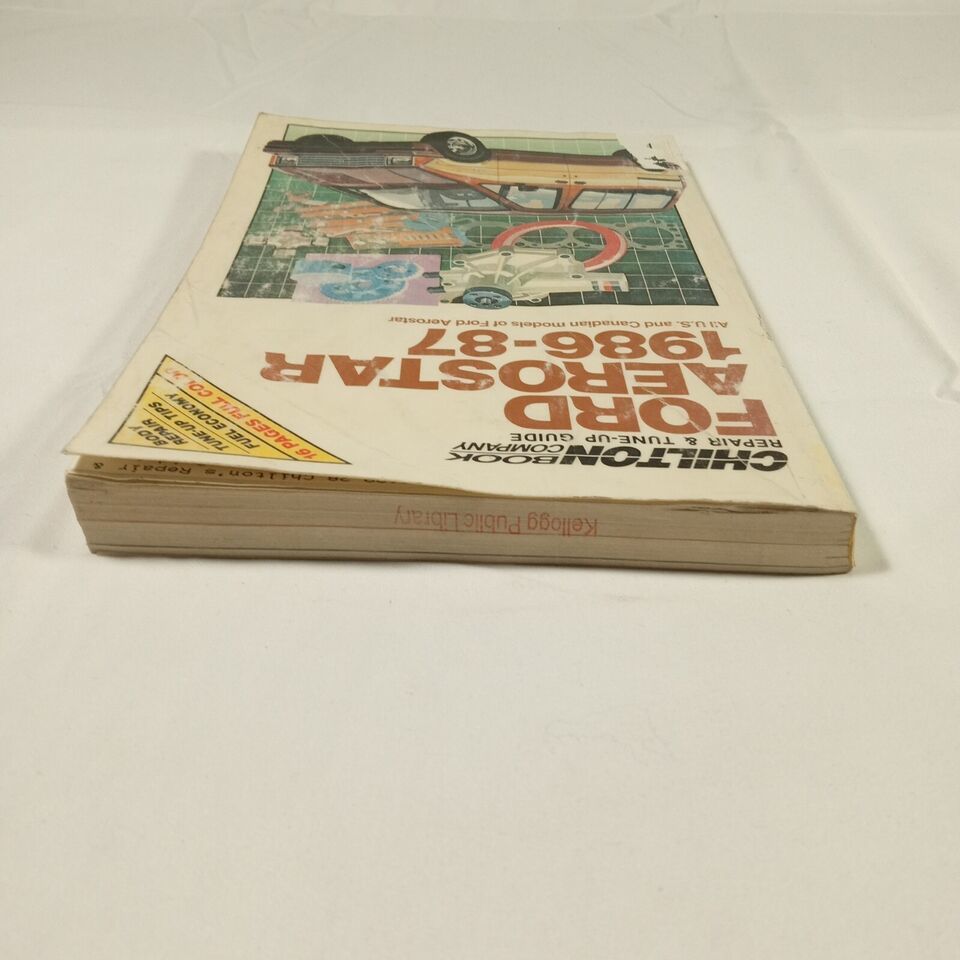 CHILTON BOOK COMPANY
REPAIR & TUNE-UP GUIDE
FORD
AEROSTAR
1986-87
All U.S. and Canadian models of Ford Aerostar
BODY
REPAIR
TUNE-UP TIPS
FUEL ECONOMY
16 PAGES FULL
Chilton's Repair &
Kellogg Public Library